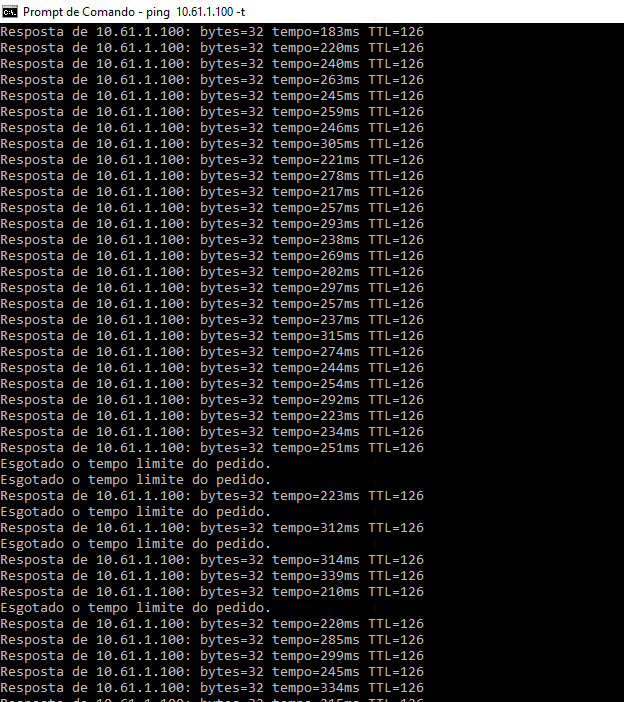 Prompt de Comando - ping 10.61.1.100 -t
Resposta de 10.61.1.100: bytes=32 tempo=183ms TTL=126
Resposta de 10.61.1.100: bytes=32 tempo=220ms TTL=126
Resposta de 10.61.1.100: bytes=32 tempo=240ms TTL=126
Resposta de 10.61.1.100: bytes=32 tempo=263ms TTL=126
Resposta de 10.61.1.100: bytes=32 tempo=245ms TTL=126
Resposta de 10.61.1.100: bytes=32 tempo=259ms TTL=126
Resposta de 10.61.1.100: bytes=32 tempo=246ms TTL=126
Resposta de 10.61.1.100: bytes=32 tempo=305ms TTL=126
Resposta de 10.61.1.100: bytes=32 tempo=221ms TTL=126
Resposta de 10.61.1.100: bytes=32 tempo=278ms TTL=126
Resposta de 10.61.1.100: bytes=32 tempo=217ms TTL=126
Resposta de 10.61.1.100: bytes=32 tempo=257ms TTL=126
Resposta de 10.61.1.100: bytes=32 tempo=293ms TTL=126
Resposta de 10.61.1.100: bytes=32 tempo=238ms TTL=126
Resposta de 10.61.1.100: bytes=32 tempo=269ms TTL=126
Resposta de 10.61.1.100: bytes=32 tempo=202ms TTL=126
Resposta de 10.61.1.100: bytes=32 tempo=297ms TTL=126
Resposta de 10.61.1.100: bytes=32 tempo=257ms TTL=126
Resposta de 10.61.1.100: bytes=32 tempo=237ms TTL=126
Resposta de 10.61.1.100: bytes=32 tempo=315ms TTL=126
Resposta de 10.61.1.100: bytes=32 tempo=274ms TTL=126
Resposta de 10.61.1.100: bytes=32 tempo=244ms TTL=126
Resposta de 10.61.1.100: bytes=32 tempo=254ms TTL=126
Resposta de 10.61.1.100: bytes=32 tempo=292ms TTL=126
Resposta de 10.61.1.100: bytes=32 tempo=223ms TTL=126
Resposta de 10.61.1.100: bytes=32 tempo=234ms TTL=126
Resposta de 10.61.1.100: bytes=32 tempo=251ms TTL=126
Esgotado o tempo limite do pedido.
Esgotado o tempo limite do pedido.
Resposta de 10.61.1.100: bytes=32 tempo=223ms TTL=126
Esgotado o tempo limite do pedido.
Resposta de 10.61.1.100: bytes=32 tempo=312ms TTL=126
Esgotado o tempo limite do pedido.
Resposta de 10.61.1.100: bytes=32 tempo=314ms TTL=126
Resposta de 10.61.1.100: bytes=32 tempo=339ms TTL=126
Resposta de 10.61.1.100: bytes=32 tempo=210ms TTL=126
Esgotado o tempo limite do pedido.
Resposta de 10.61.1.100: bytes=32 tempo=220ms TTL=126
Resposta de 10.61.1.100: bytes=32 tempo=285ms TTL=126
Resposta de 10.61.1.100: bytes=32 tempo=299ms TTL=126
Resposta de 10.61.1.100: bytes=32 tempo=245ms TTL=126
Resposta de 10.61.1.100: bytes=32 tempo=334ms TTL=126